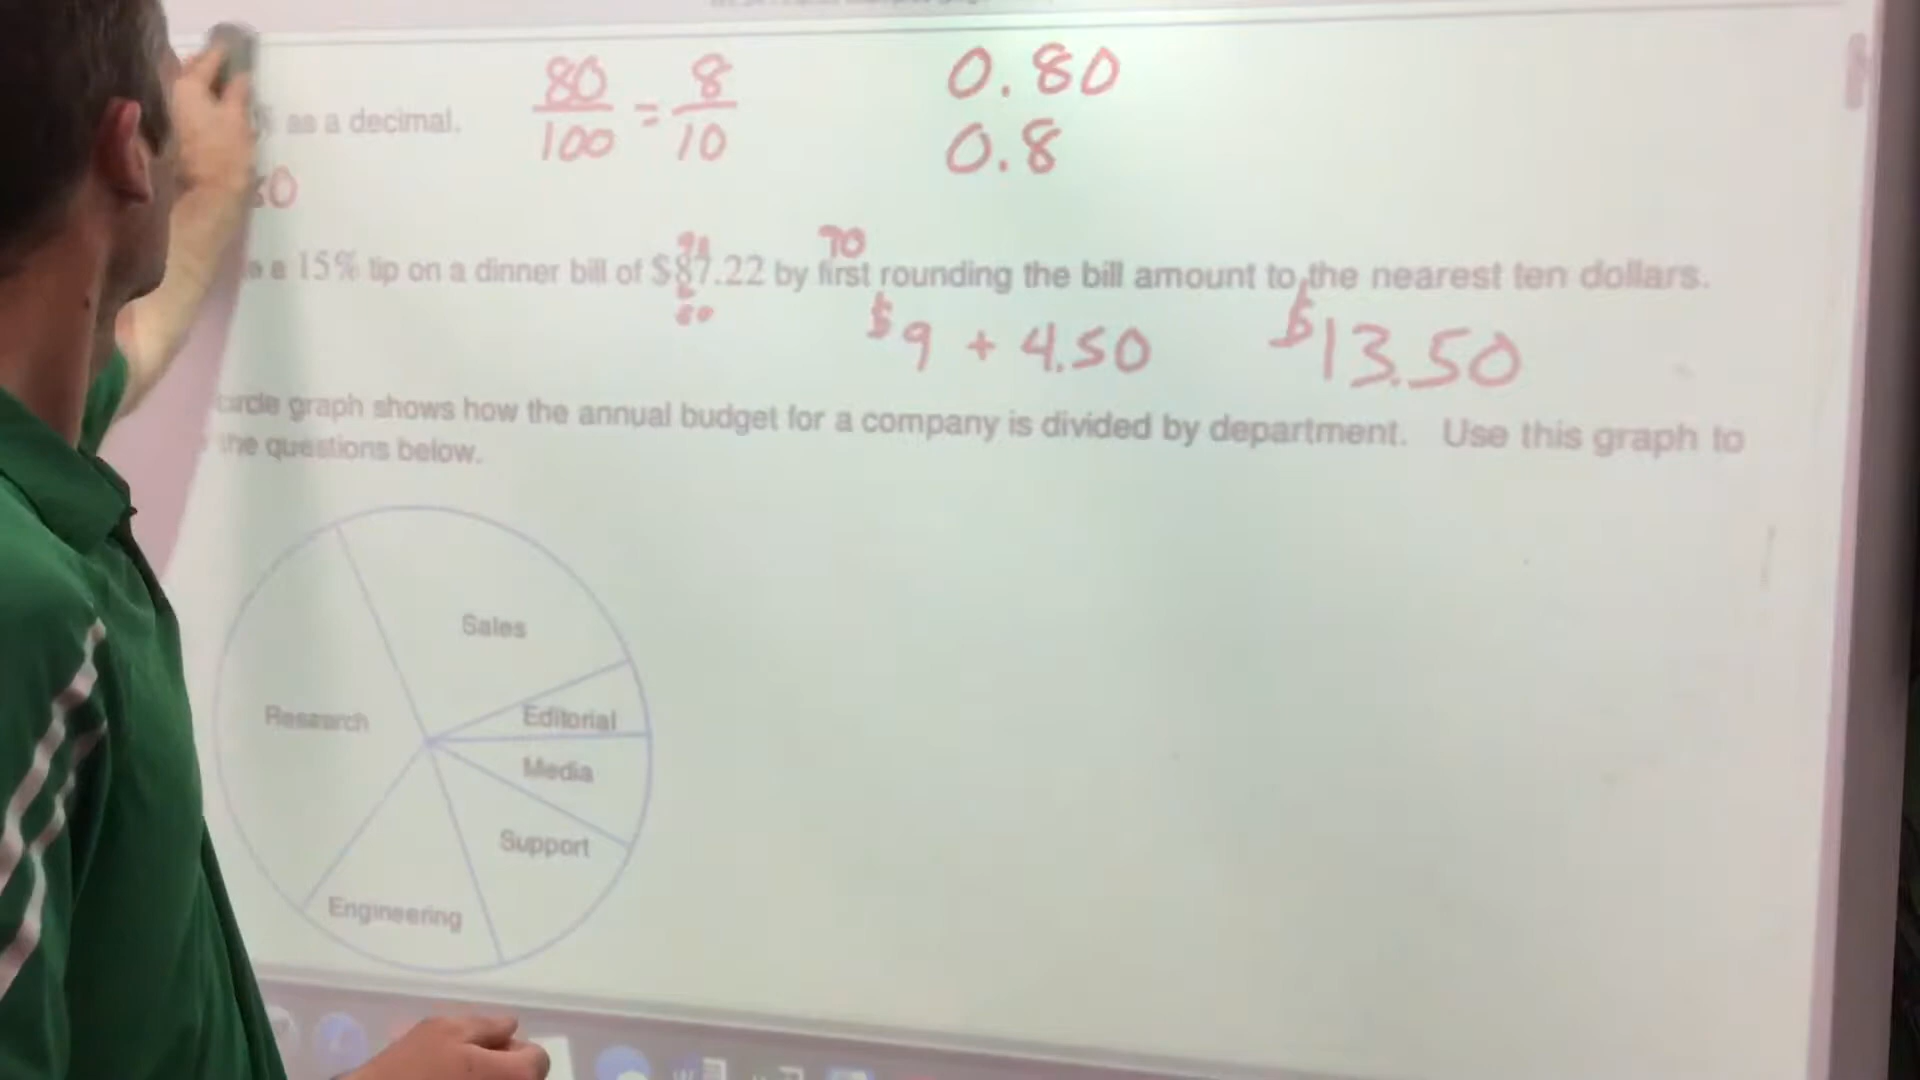 80/100 = 8/10
0.80
as a decimal.
0.8
a 15% tip on a dinner bill of $87.22 by first rounding the bill amount to the nearest ten dollars.
70
80
$9 + 4.50
$13.50
circle graph shows how the annual budget for a company is divided by department. Use this graph to
the questions below.
Sales
Research
Editorial
Media
Support
Engineering